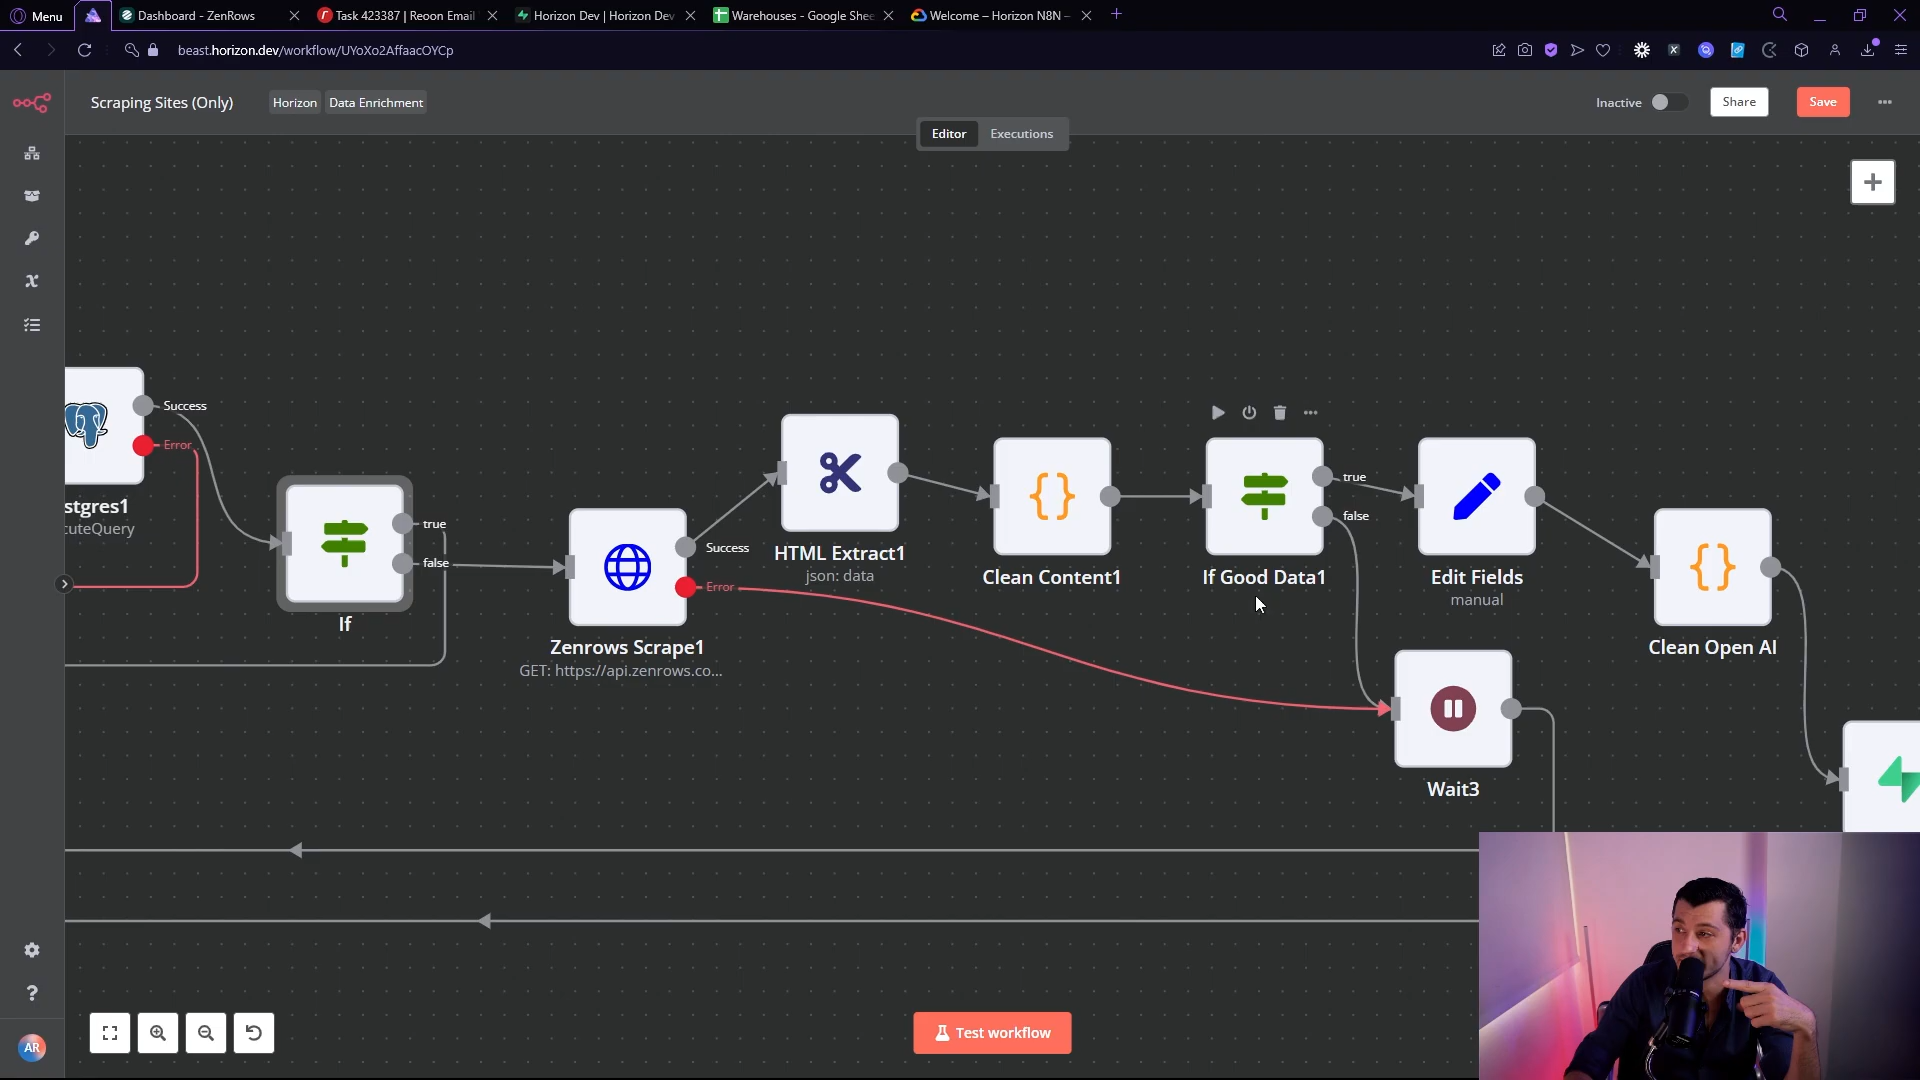 Menu
Dashboard - ZenRows
Task 423387 | Reoon Email
Horizon Dev | Horizon Dev
Warehouses - Google Shee
Welcome – Horizon N8N –
beast.horizon.dev/workflow/UYoXo2AffaacOYCp
Scraping Sites (Only)
Horizon
Data Enrichment
Inactive
Share
Save
Editor
Executions
Success
Error
stgres1
cuteQuery
true
false
If
Success
Error
Zenrows Scrape1
GET: https://api.zenrows.co...
HTML Extract1
json: data
Clean Content1
true
false
If Good Data1
Edit Fields
manual
Clean Open AI
Wait3
AR
Test workflow